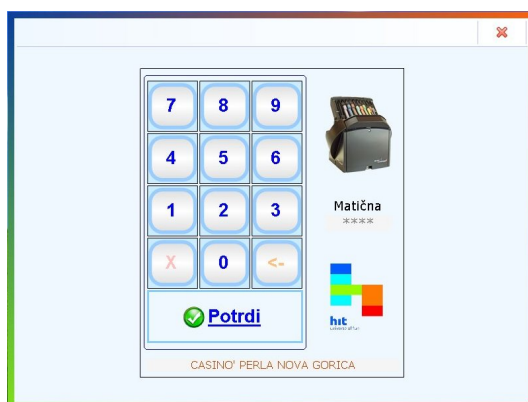 7 8 9
4 5 6
1 2 3
X 0 <-
Potrdi
Matična
****
hit
CASINO' PERLA NOVA GORICA